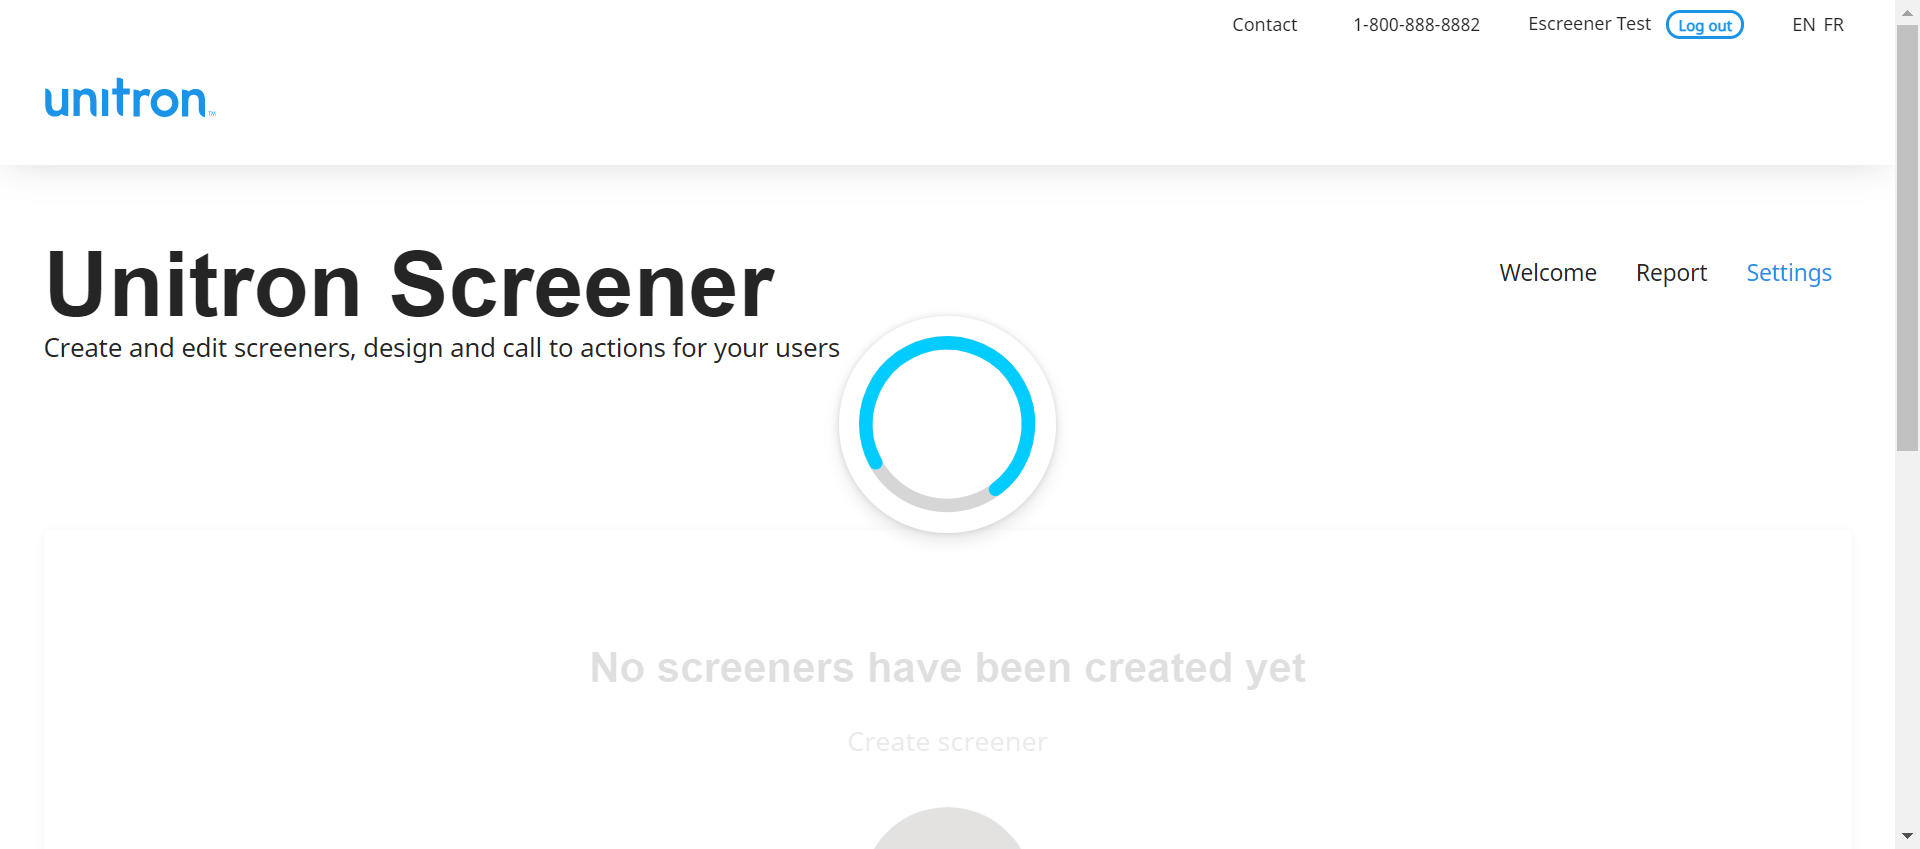 Contact 1-800-888-8882 Escreener Test Log out EN FR
unitron™
Unitron Screener
Welcome Report Settings
Create and edit screeners, design and call to actions for your users
No screeners have been created yet
Create screener